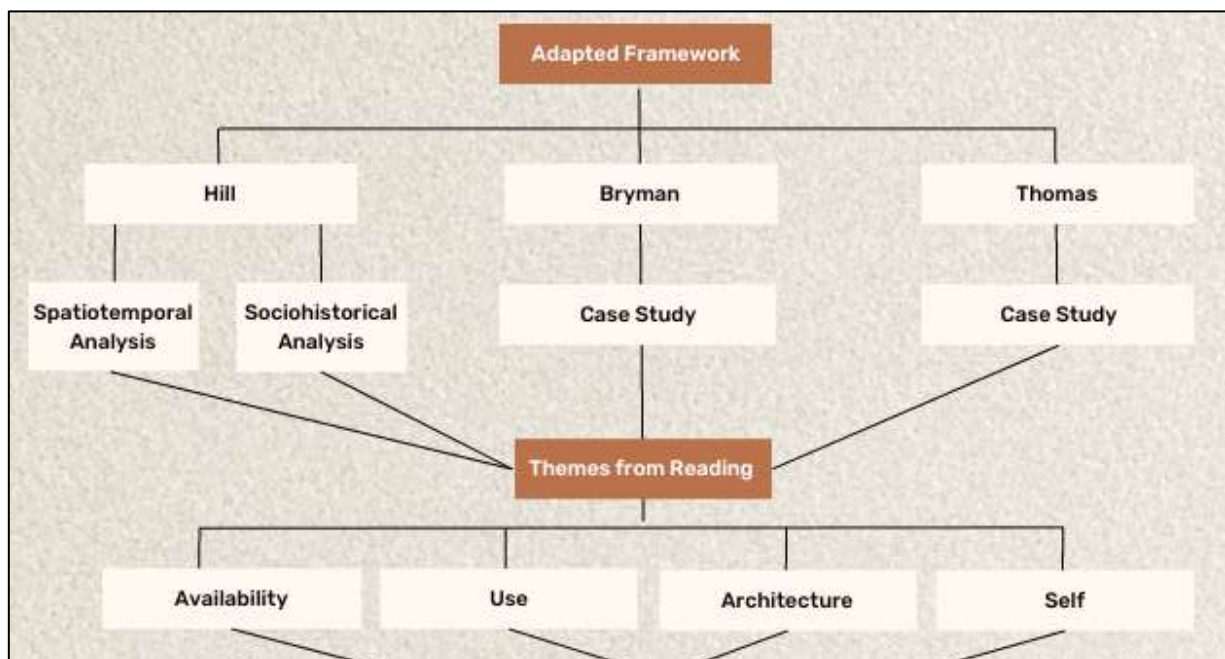 Adapted Framework
Hill
Bryman
Thomas
Spatiotemporal
Analysis
Sociohistorical
Analysis
Case Study
Case Study
Themes from Reading
Availability
Use
Architecture
Self